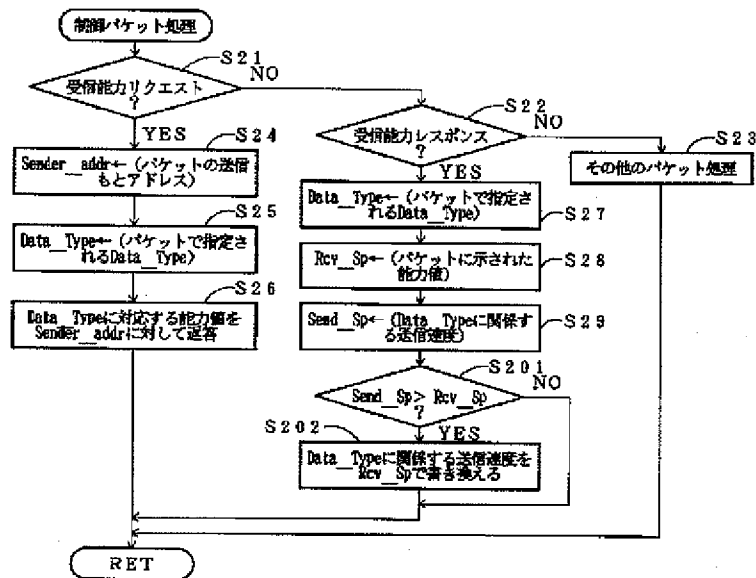 制御パケット処理
S21
受信能力リクエスト
?
NO
YES
S24
Sender_addr←(パケットの送信
もとアドレス)
S25
Data_Type←(パケットで指定さ
れるData_Type)
S26
Data_Typeに対応する能力値を
Sender_addrに対して返答
S22
受信能力レスポンス
?
NO
YES
S23
その他のパケット処理
Data_Type←(パケットで指定さ
れるData_Type)
S27
Rcv_Sp←(パケットに示された
能力値)
S28
Send_Sp←(Data_Typeに関係す
る送信速度)
S29
S201
Send_Sp> Rcv_Sp
?
NO
YES
S202
Data_Typeに関係する送信速度を
Rcv_Spで書き換える
RET